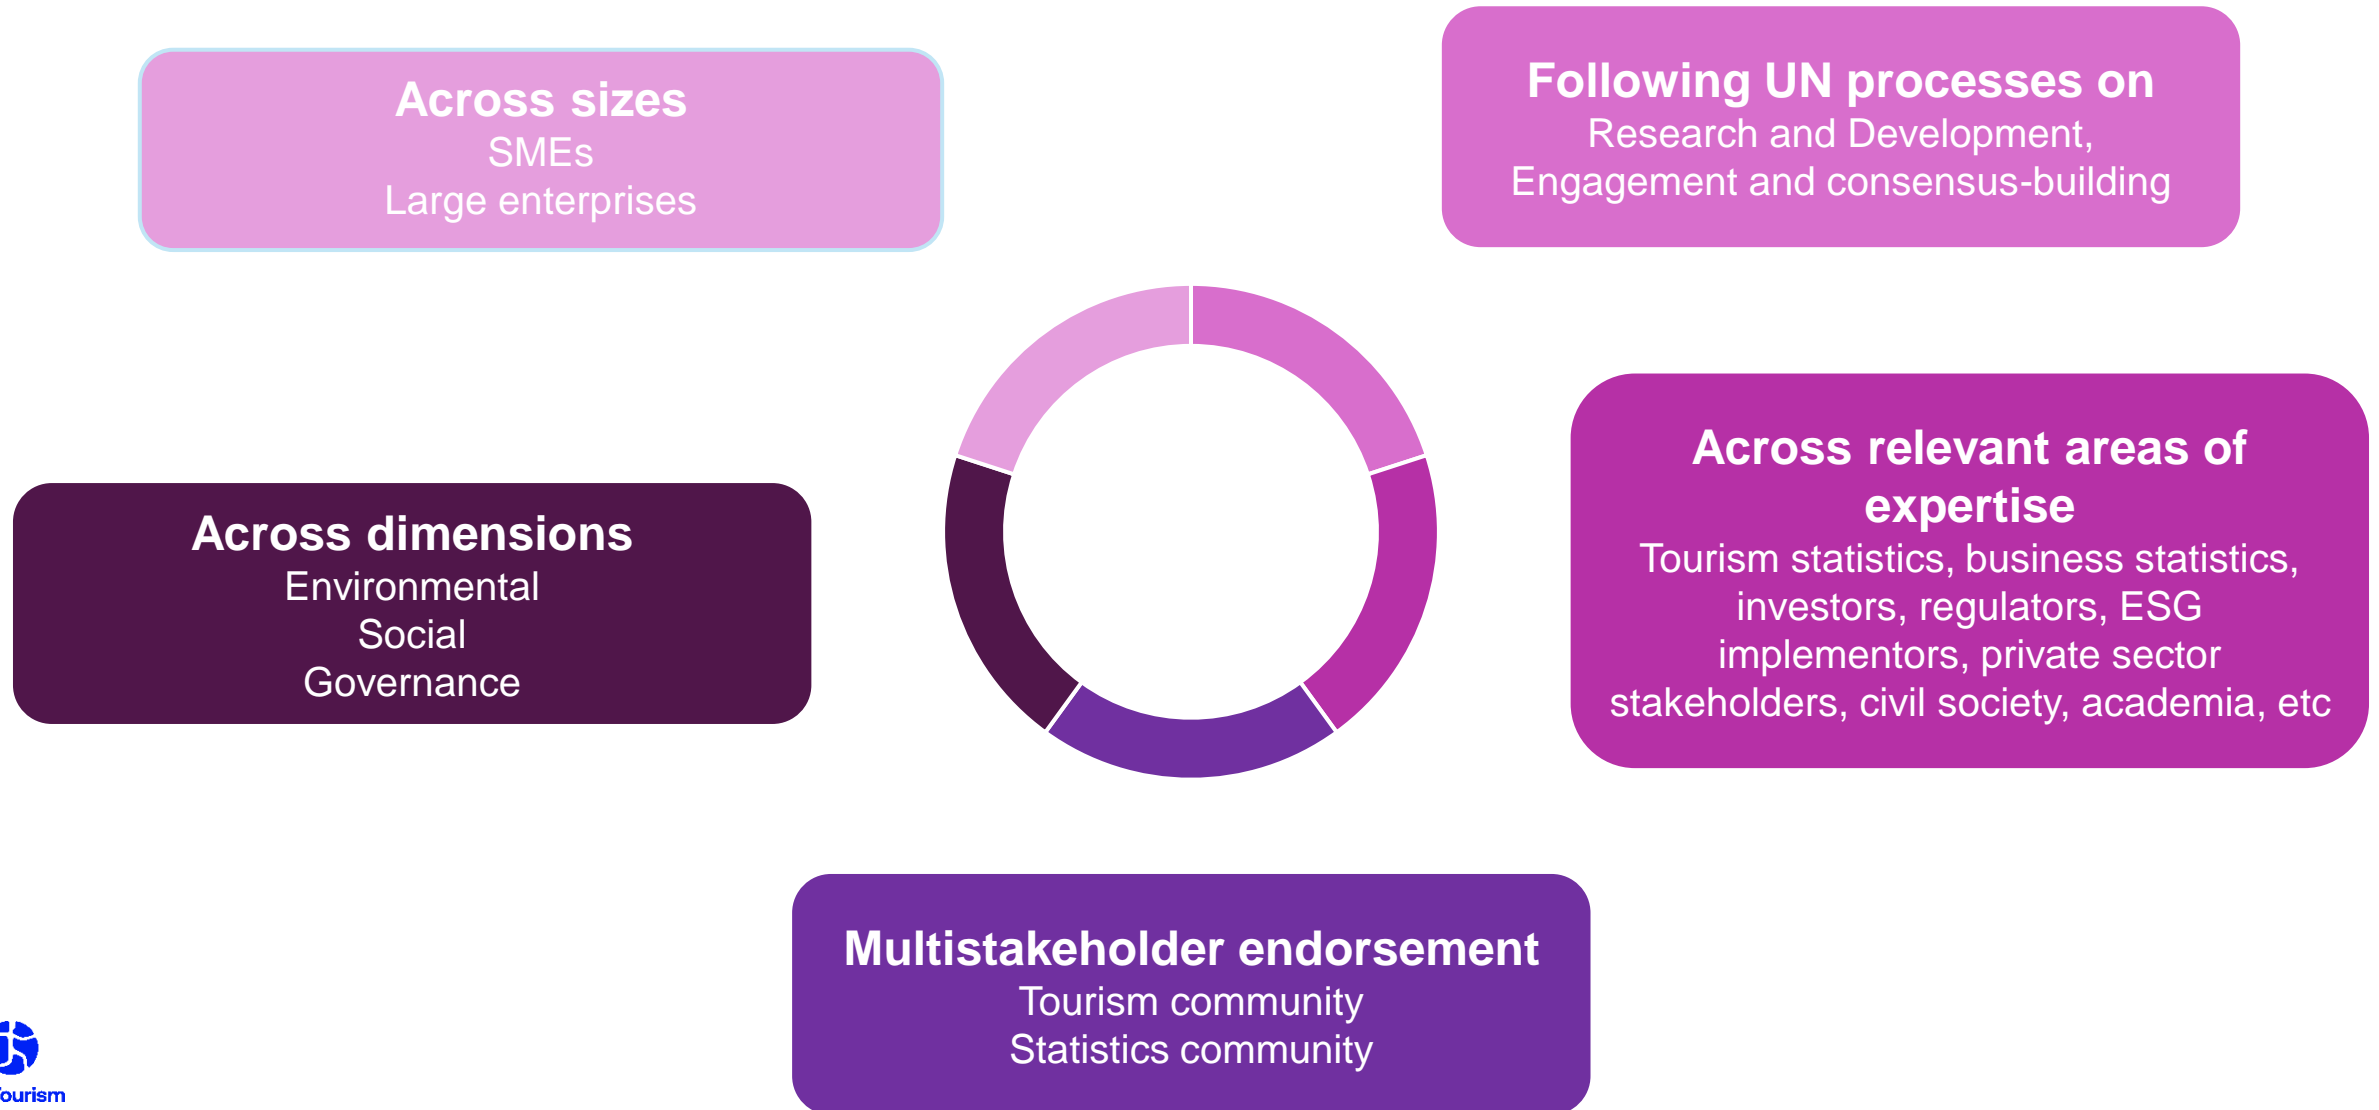 Across sizes
SMEs
Large enterprises
Following UN processes on
Research and Development,
Engagement and consensus-building
Across relevant areas of
expertise
Tourism statistics, business statistics,
investors, regulators, ESG
implementors, private sector
stakeholders, civil society, academia, etc
Across dimensions
Environmental
Social
Governance
Multistakeholder endorsement
Tourism community
Statistics community
Tourism